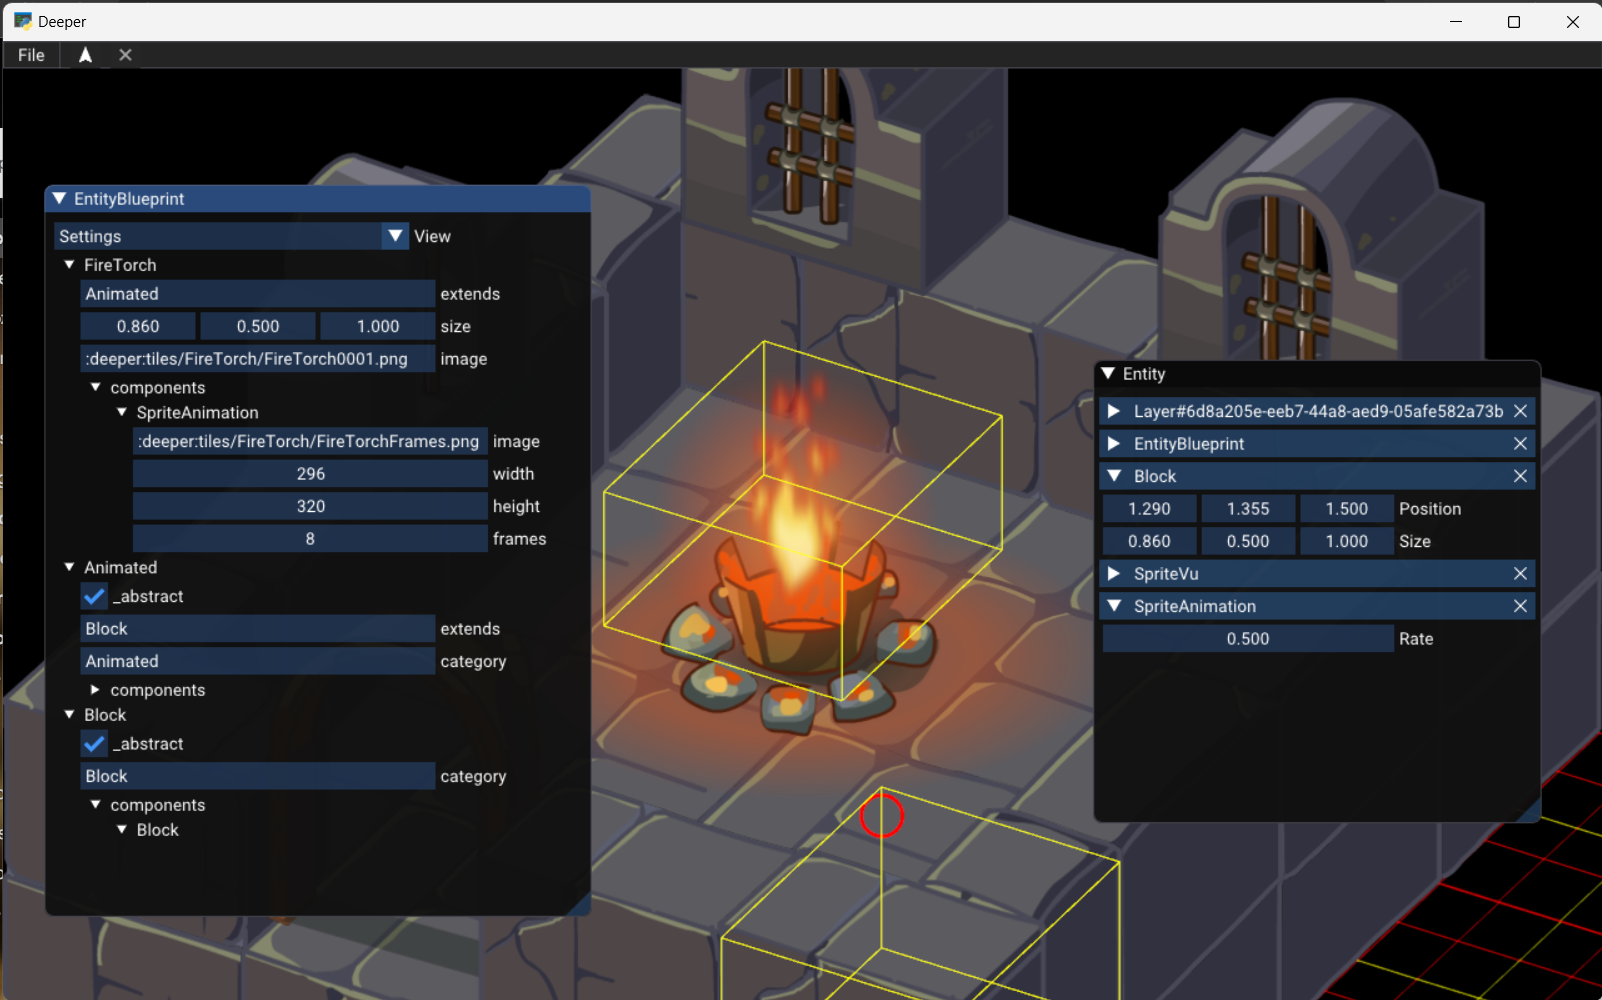 Deeper
File
EntityBlueprint
Settings View
FireTorch
Animated extends
0.860 0.500 1.000 size
:deeper:tiles/FireTorch/FireTorch0001.png image
components
SpriteAnimation
:deeper:tiles/FireTorch/FireTorchFrames.png image
296 width
320 height
8 frames
Animated
_abstract
Block extends
Animated category
components
Block
_abstract
Block category
components
Block
Entity
Layer#6d8a205e-eeb7-44a8-aed9-05afe582a73b
EntityBlueprint
Block
1.290 1.355 1.500 Position
0.860 0.500 1.000 Size
SpriteVu
SpriteAnimation
0.500 Rate